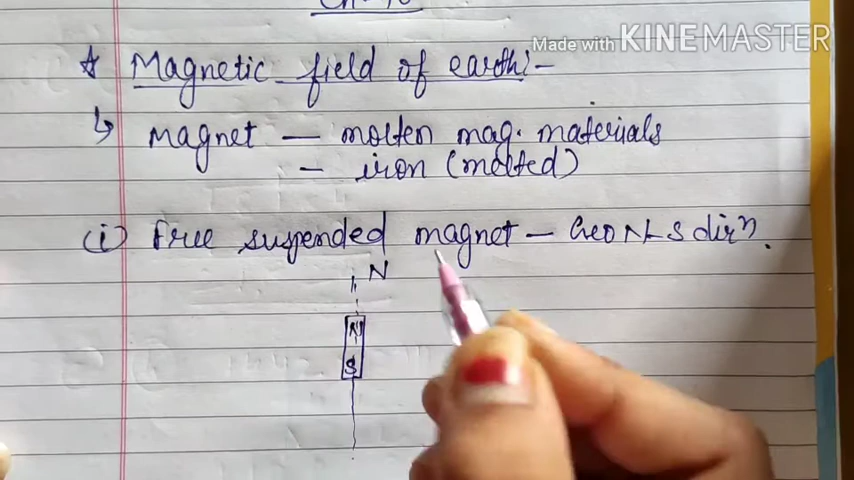 Made with KINEMASTER
* Magnetic field of earth:-
↳ Magnet — molten mag. materials
- iron (molted)
(i) Free suspended magnet - Geo N-S dirⁿ.
N
N
S